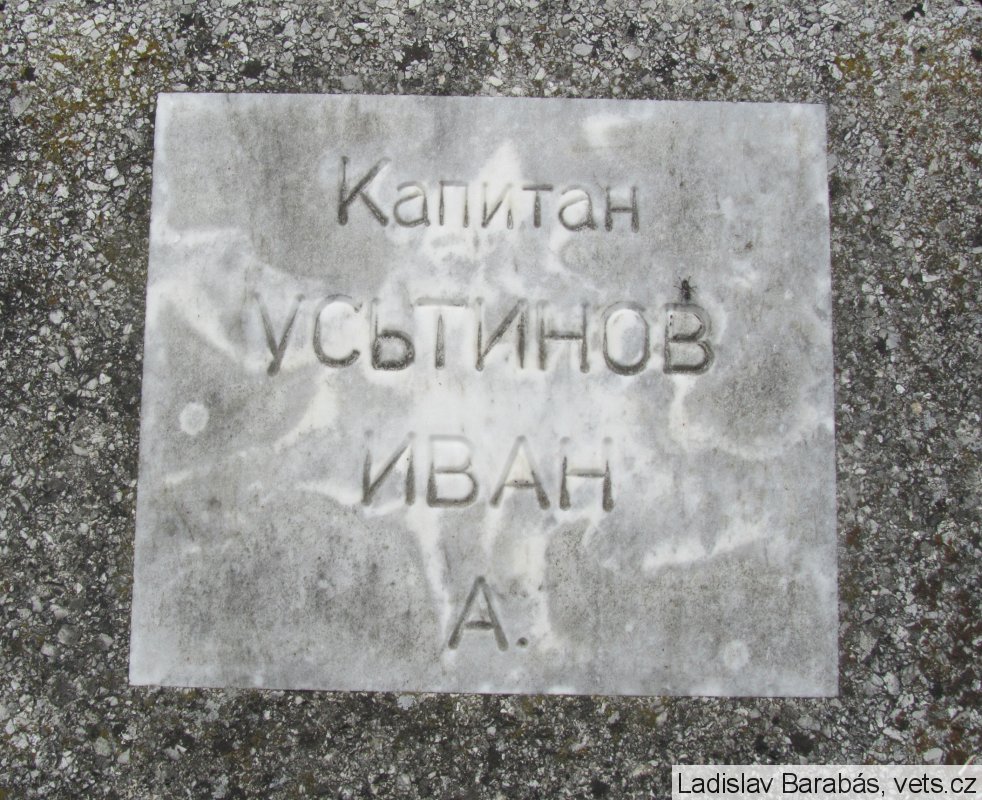 Капитан
УСЬТИНОВ
ИВАН
А.
Ladislav Barabás, vets.cz